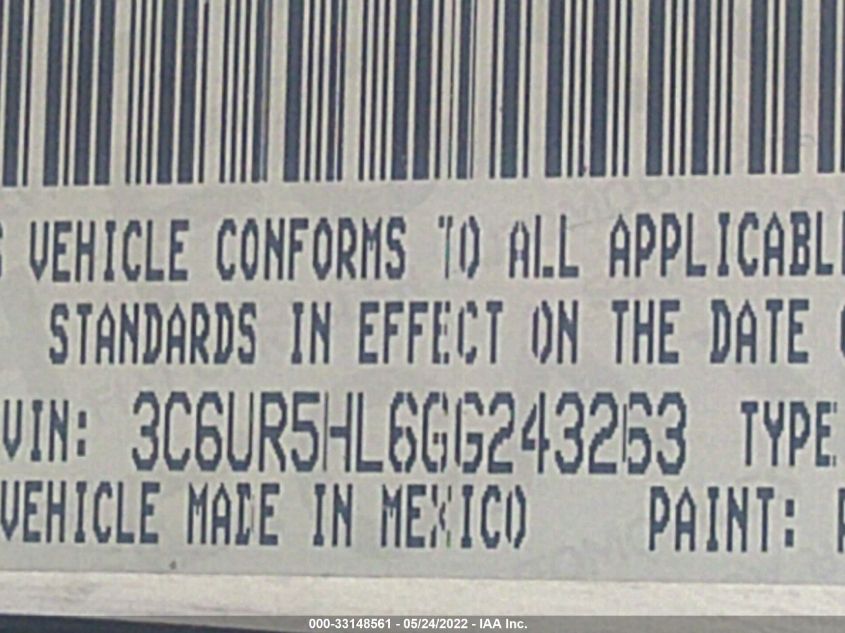 VEHICLE CONFORMS TO ALL APPLICABLE
STANDARDS IN EFFECT ON THE DATE
VIN: 3C6UR5HL6GG243263 TYPE:
VEHICLE MADE IN MEXICO PAINT:
000-33148561 - 05/24/2022 - IAA Inc.